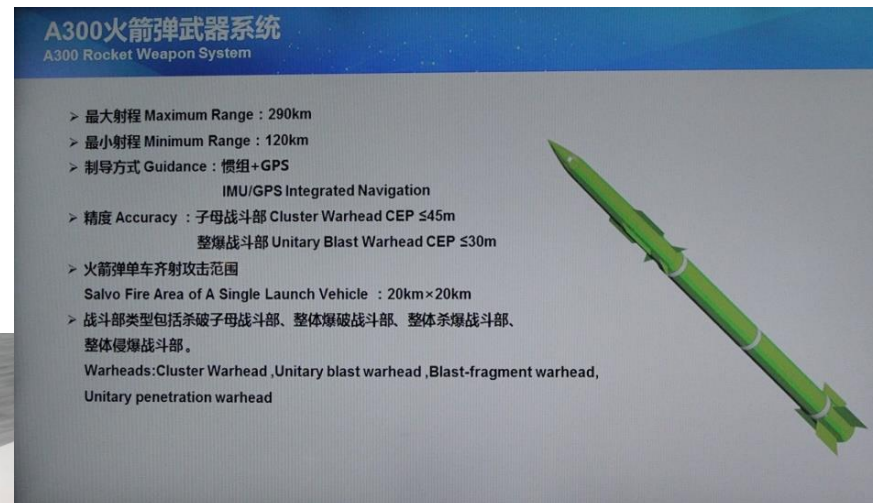 A300火箭弹武器系统
A300 Rocket Weapon System
➢ 最大射程 Maximum Range：290km
➢ 最小射程 Minimum Range：120km
➢ 制导方式 Guidance：惯组+GPS
IMU/GPS Integrated Navigation
➢ 精度 Accuracy ：子母战斗部 Cluster Warhead CEP ≤45m
整爆战斗部 Unitary Blast Warhead CEP ≤30m
➢ 火箭弹单车齐射攻击范围
Salvo Fire Area of A Single Launch Vehicle ：20km×20km
➢ 战斗部类型包括杀破子母战斗部、整体爆破战斗部、整体杀爆战斗部、
整体侵爆战斗部。
Warheads:Cluster Warhead ,Unitary blast warhead ,Blast-fragment warhead,
Unitary penetration warhead